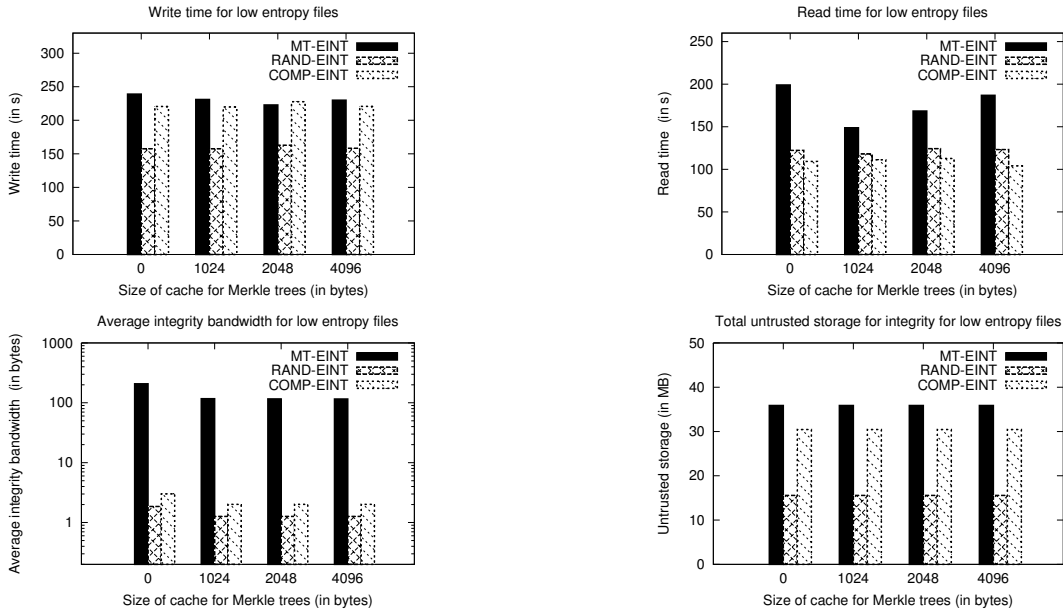 Write time for low entropy files
300
250
200
150
100
50
0
Write time  (in s)
MT-EINT
RAND-EINT
COMP-EINT
0 1024 2048 4096
Size of cache for Merkle trees (in bytes)
Read time for low entropy files
250
200
150
100
50
0
Read time  (in s)
MT-EINT
RAND-EINT
COMP-EINT
0 1024 2048 4096
Size of cache for Merkle trees (in bytes)
Average integrity bandwidth for low entropy files
1000
100
10
1
Average integrity bandwidth  (in bytes)
MT-EINT
RAND-EINT
COMP-EINT
0 1024 2048 4096
Size of cache for Merkle trees (in bytes)
Total untrusted storage for integrity for low entropy files
50
40
30
20
10
0
Untrusted storage (in MB)
MT-EINT
RAND-EINT
COMP-EINT
0 1024 2048 4096
Size of cache for Merkle trees (in bytes)